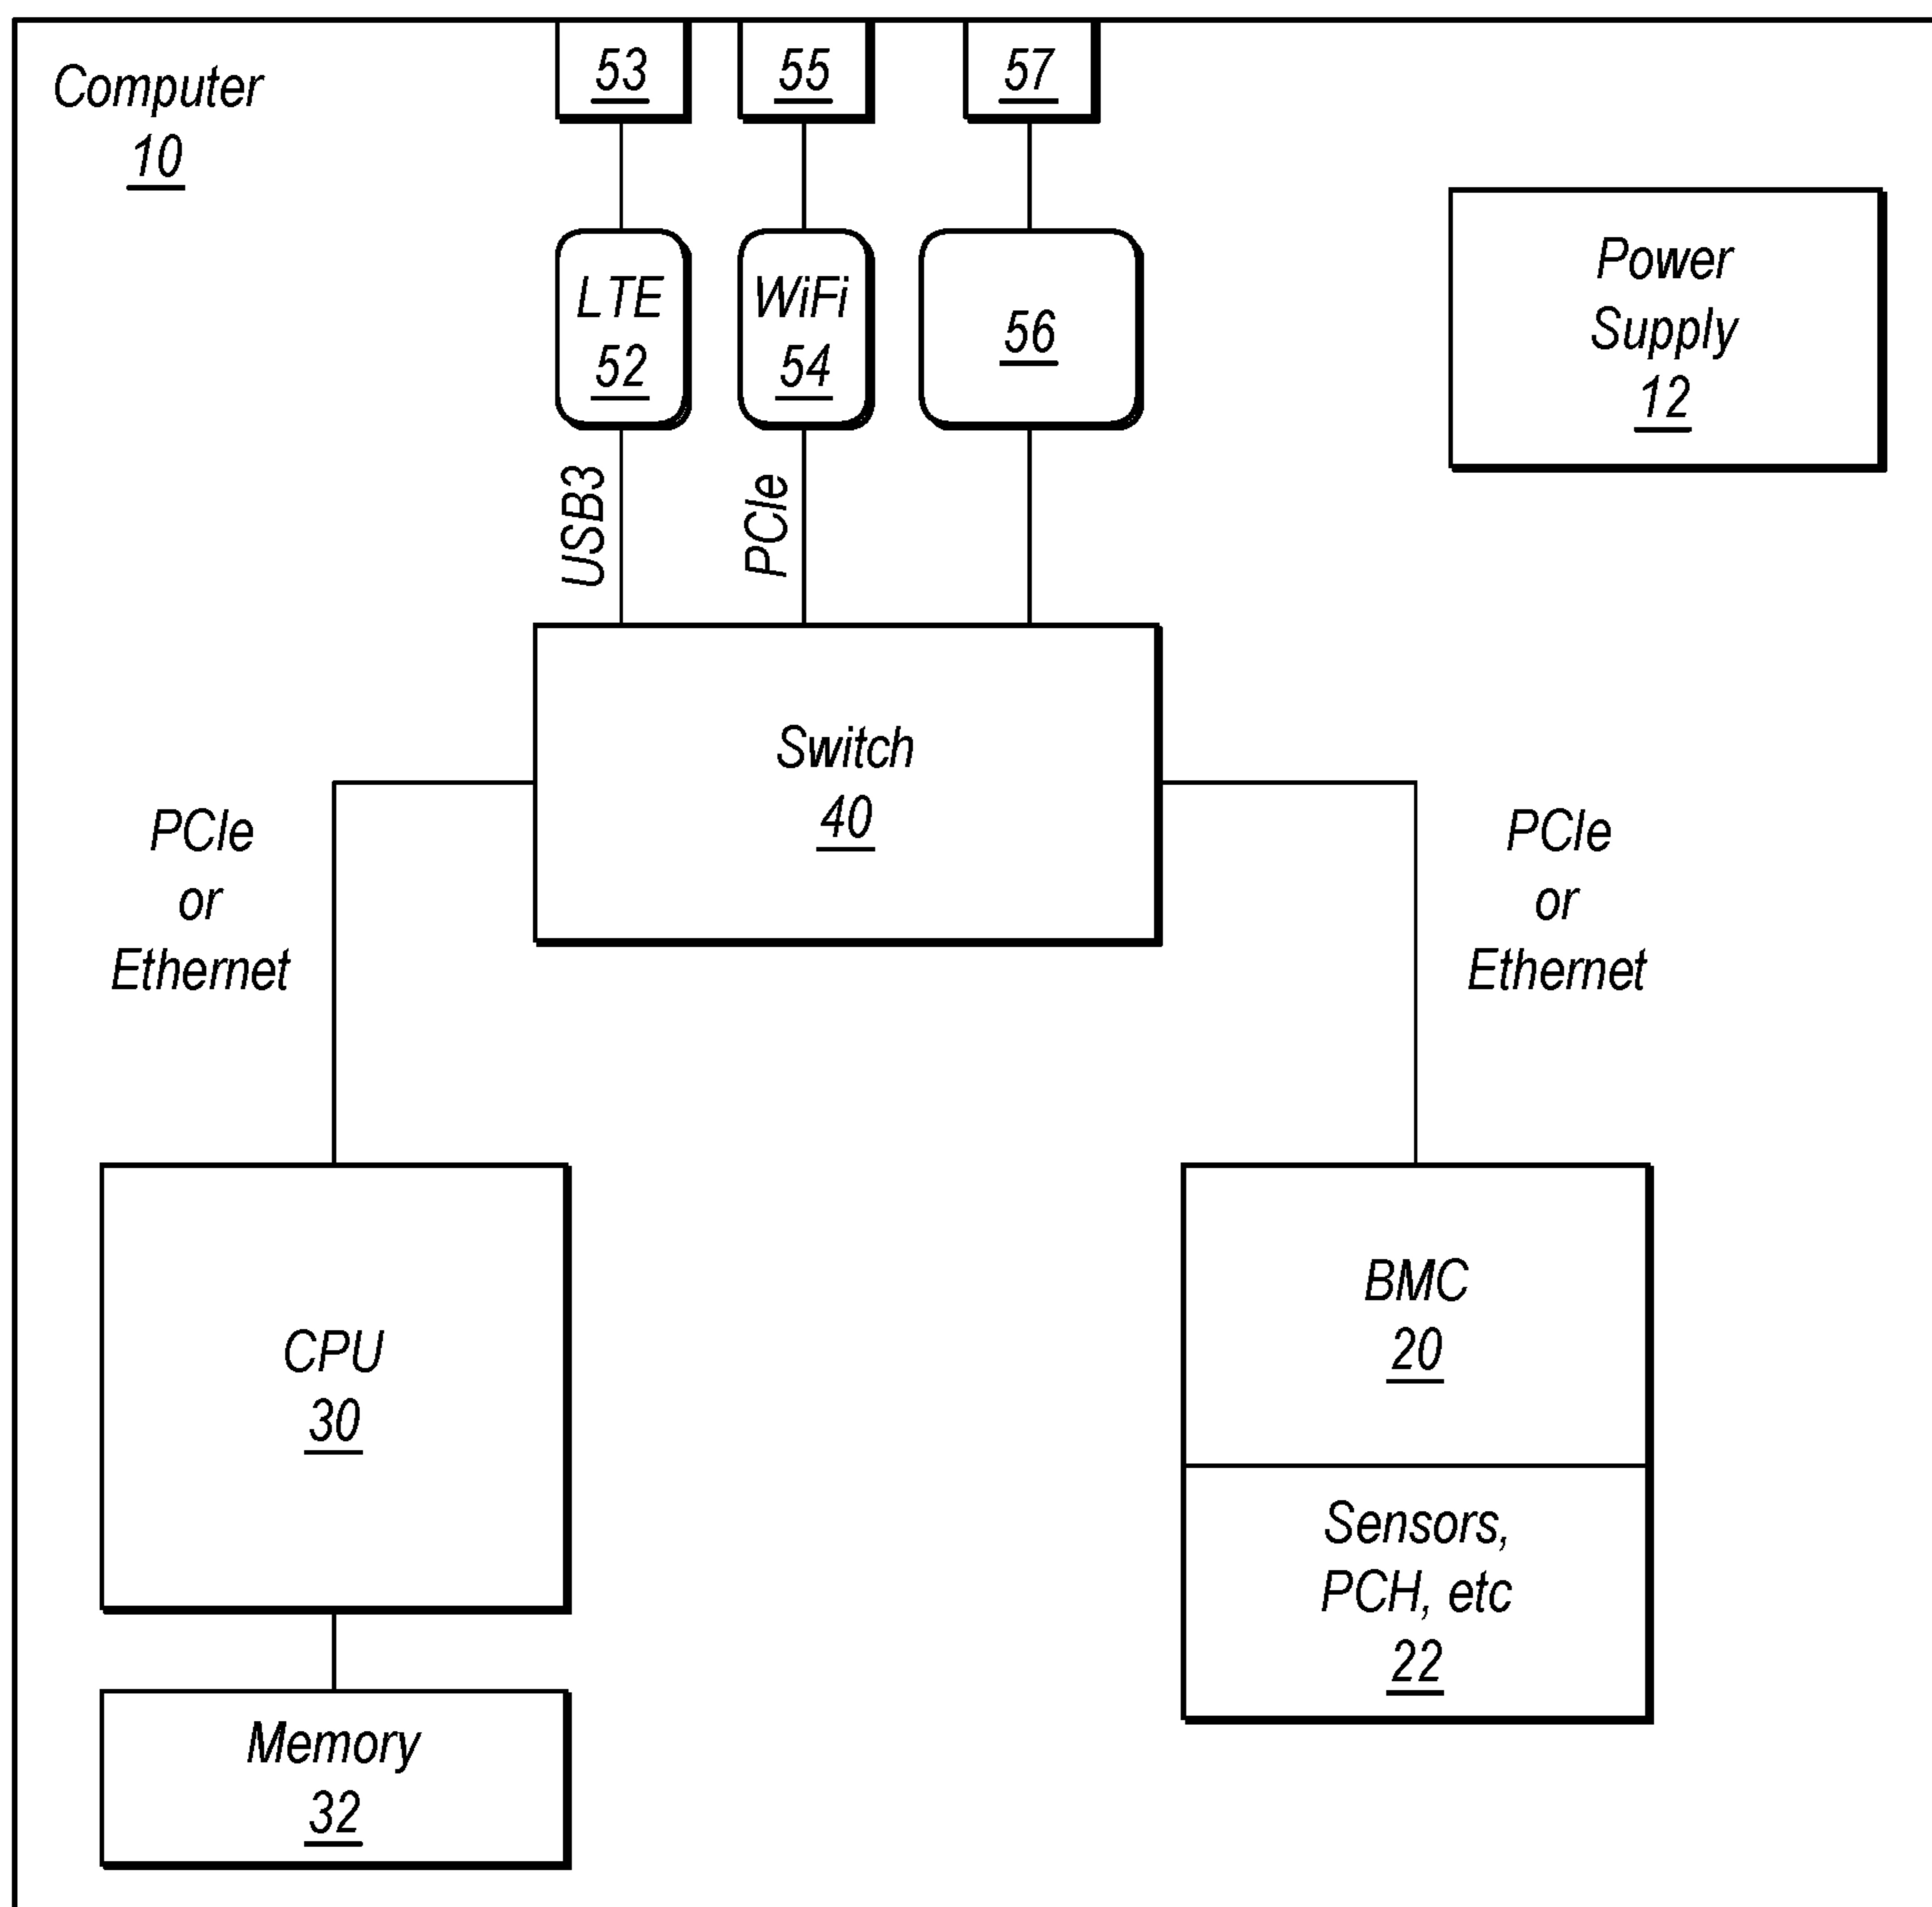 Computer
10
53
55
57
LTE
52
WiFi
54
56
Power
Supply
12
USB3
PCIe
Switch
40
PCIe
or
Ethernet
PCIe
or
Ethernet
CPU
30
BMC
20
Sensors,
PCH, etc
22
Memory
32